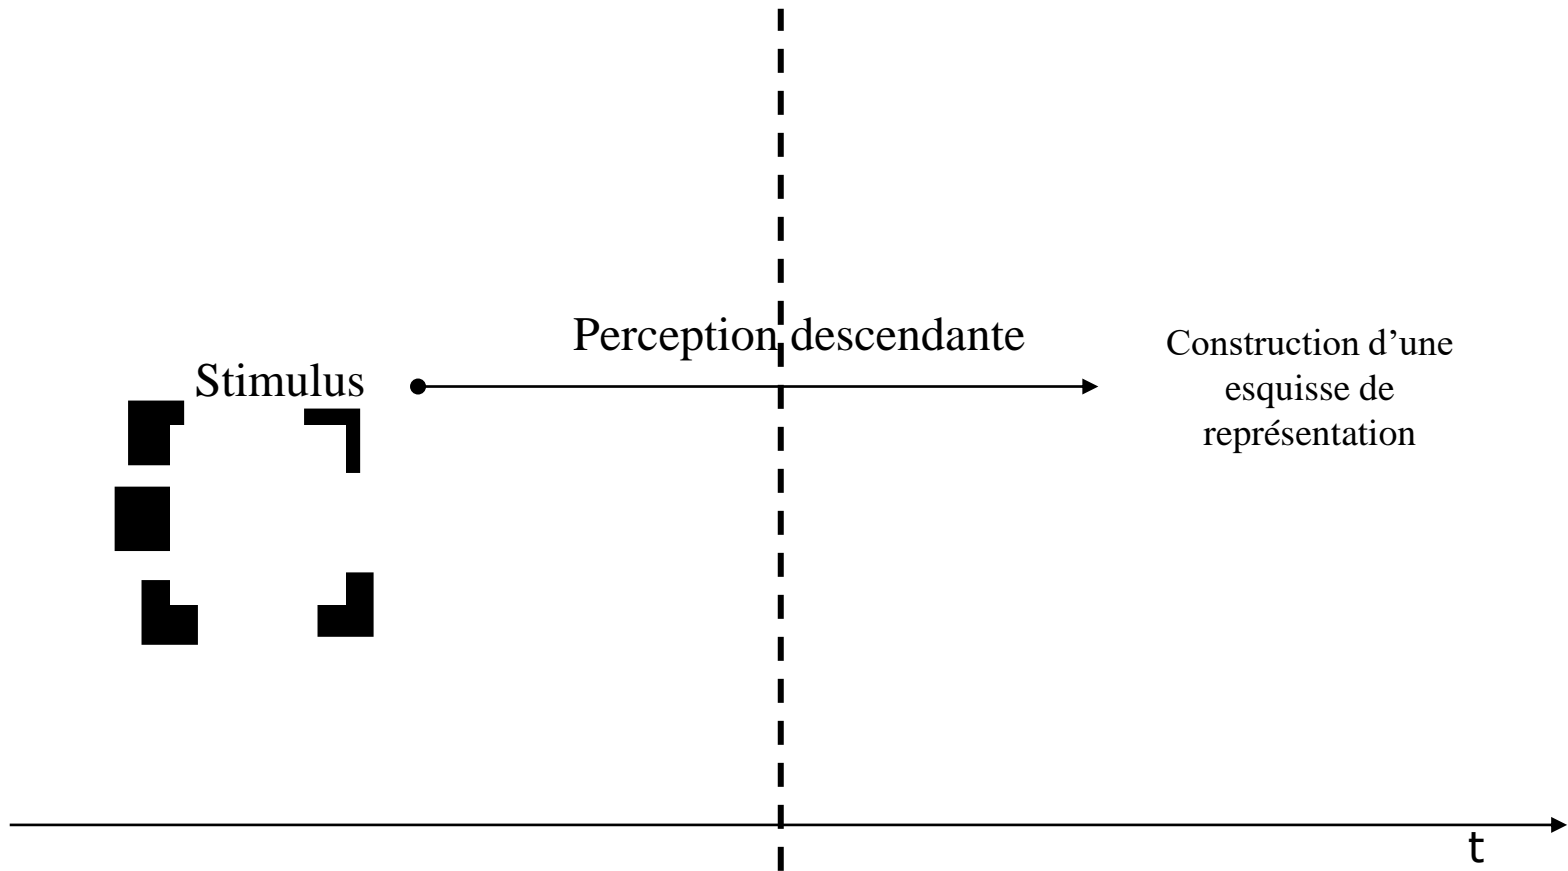 Perception descendante
Stimulus
Construction d’une
esquisse de
représentation
t